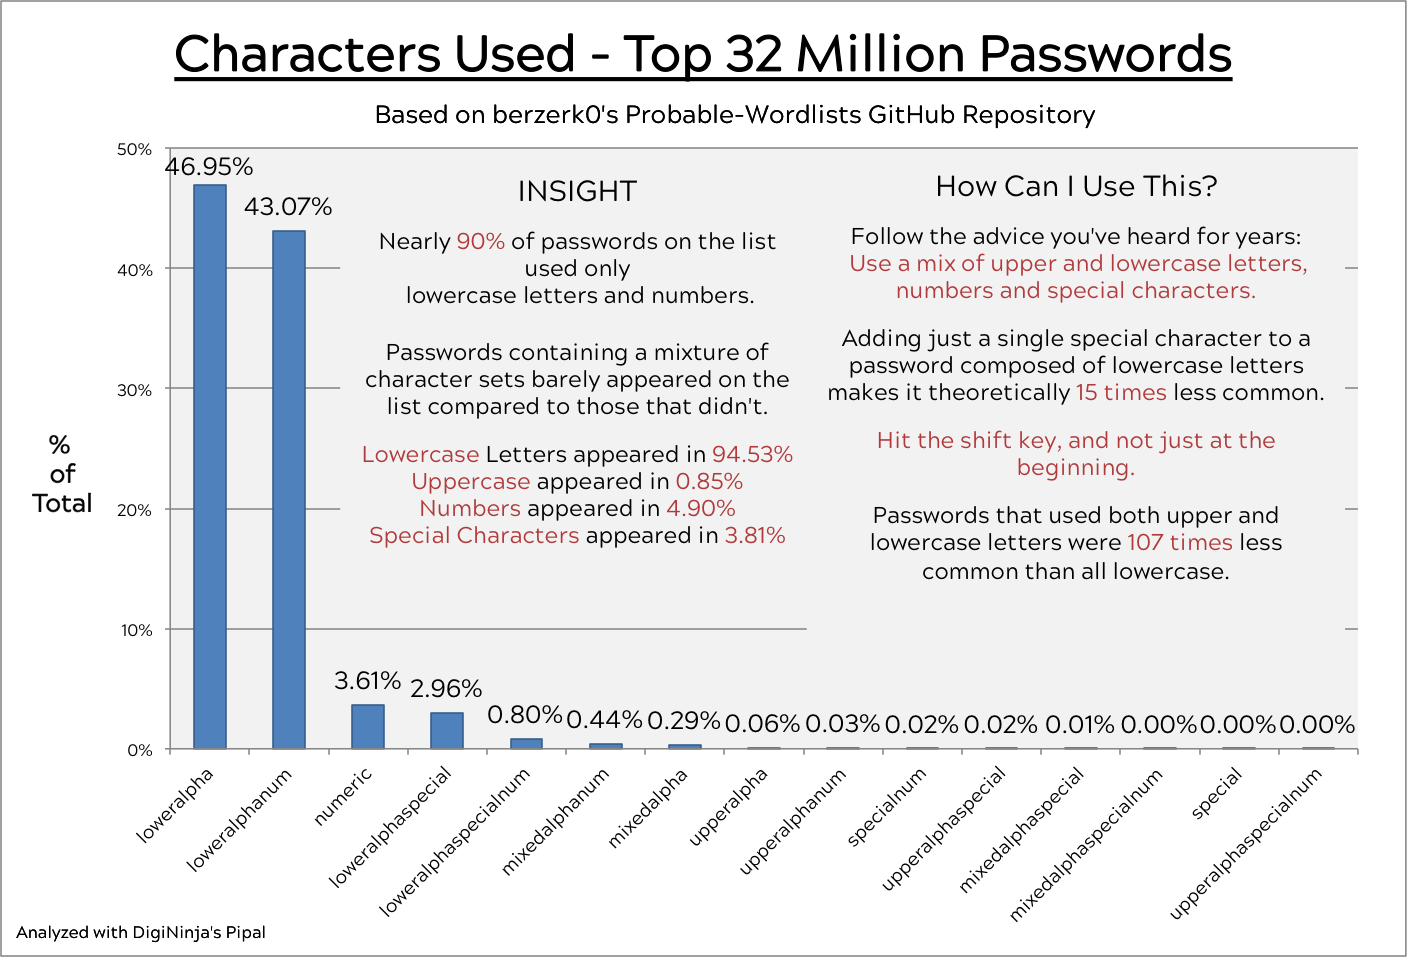 Characters Used - Top 32 Million Passwords
Based on berzerk0's Probable-Wordlists GitHub Repository
50%
40%
30%
20%
10%
0%
%
of
Total
46.95%
43.07%
3.61%
2.96%
0.80%
0.44%
0.29%
0.06%
0.03%
0.02%
0.02%
0.01%
0.00%
0.00%
0.00%
INSIGHT
Nearly 90% of passwords on the list
used only
lowercase letters and numbers.
Passwords containing a mixture of
character sets barely appeared on the
list compared to those that didn't.
Lowercase Letters appeared in 94.53%
Uppercase appeared in 0.85%
Numbers appeared in 4.90%
Special Characters appeared in 3.81%
How Can I Use This?
Follow the advice you've heard for years:
Use a mix of upper and lowercase letters,
numbers and special characters.
Adding just a single special character to a
password composed of lowercase letters
makes it theoretically 15 times less common.
Hit the shift key, and not just at the
beginning.
Passwords that used both upper and
lowercase letters were 107 times less
common than all lowercase.
loweralpha
loweralphanum
numeric
loweralphaspecial
loweralphaspecialnum
mixedalphanum
mixedalpha
upperalpha
upperalphanum
specialnum
upperalphaspecial
mixedalphaspecial
mixedalphaspecialnum
special
upperalphaspecialnum
Analyzed with DigiNinja's Pipal